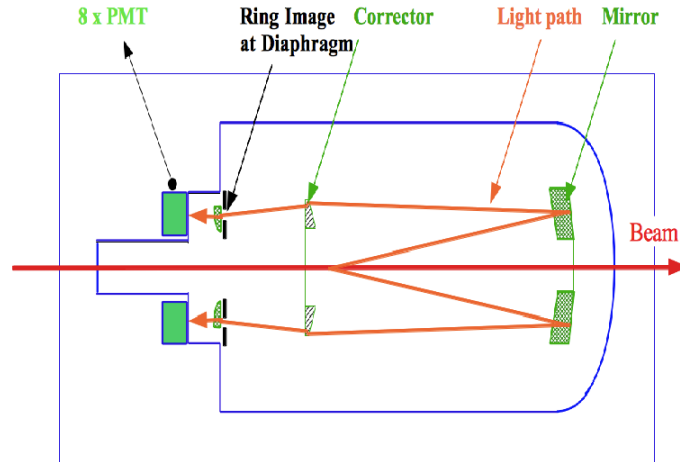 8 x PMT
Ring Image
at Diaphragm
Corrector
Light path
Mirror
Beam